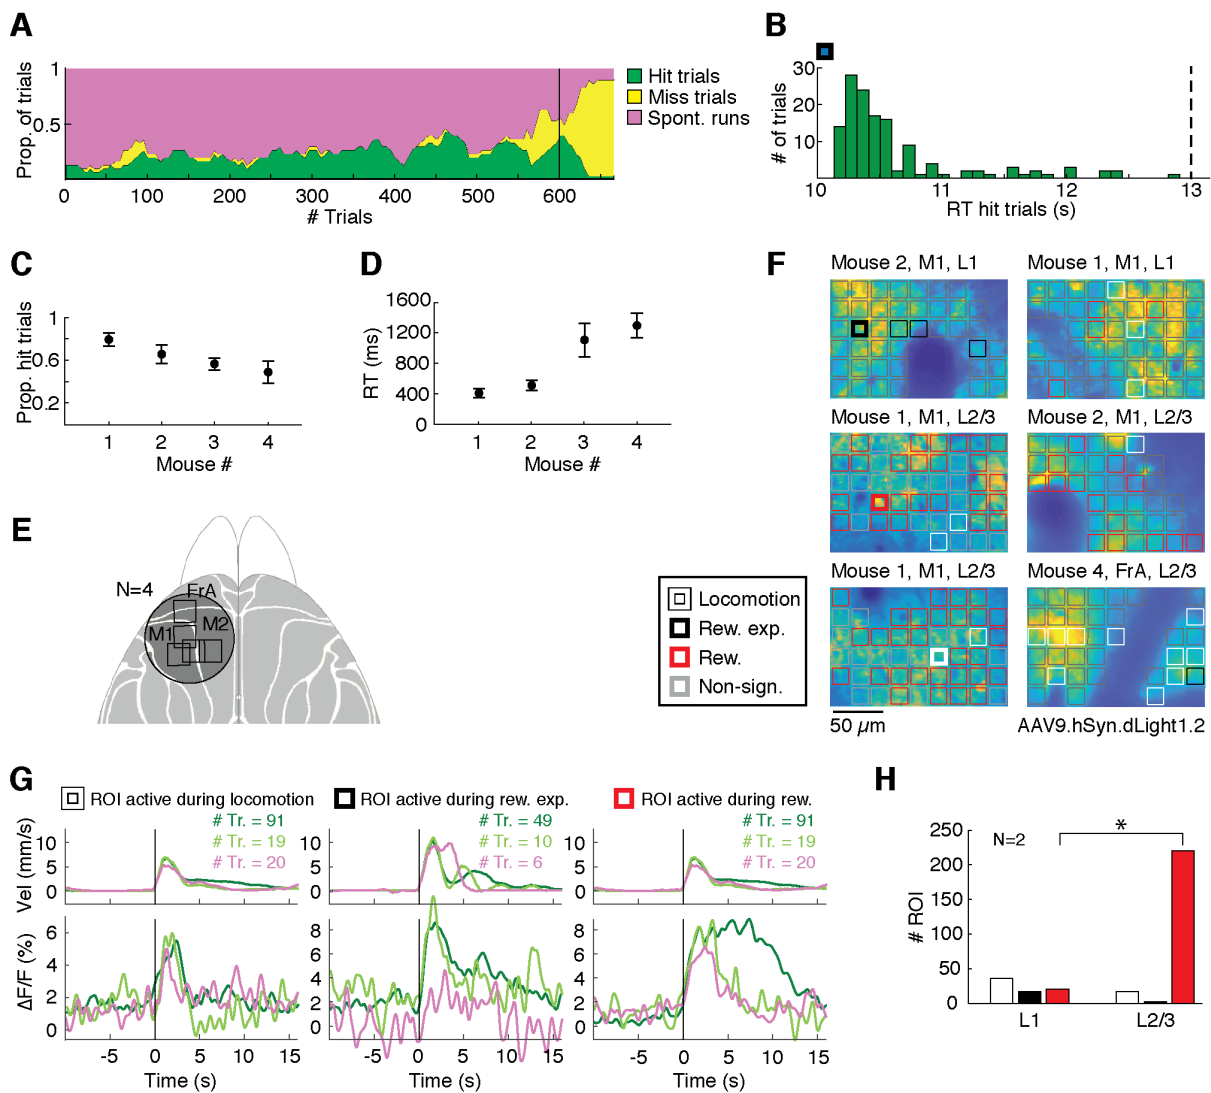 A
Prop. of trials
1
0.5
0
100
200
300
400
500
600
# Trials
Hit trials
Miss trials
Spont. runs
B
# of trials
30
20
10
10
11
12
13
RT hit trials (s)
C
Prop. hit trials
1
0.6
0.2
1
2
3
4
Mouse #
D
RT (ms)
1600
1200
800
400
0
1
2
3
4
Mouse #
E
N=4
FrA
M1
M2
F
Mouse 2, M1, L1
Mouse 1, M1, L1
Mouse 1, M1, L2/3
Mouse 2, M1, L2/3
Mouse 1, M1, L2/3
Mouse 4, FrA, L2/3
Locomotion
Rew. exp.
Rew.
Non-sign.
50 µm
AAV9.hSyn.dLight1.2
G
ROI active during locomotion
ROI active during rew. exp.
ROI active during rew.
# Tr. = 91
# Tr. = 19
# Tr. = 20
# Tr. = 49
# Tr. = 10
# Tr. = 6
# Tr. = 91
# Tr. = 19
# Tr. = 20
Vel (mm/s)
10
5
0
10
5
0
10
5
0
ΔF/F (%)
6
4
2
0
8
6
4
2
0
8
6
4
2
0
-5
0
5
10
15
Time (s)
-5
0
5
10
15
Time (s)
-5
0
5
10
15
Time (s)
H
# ROI
250
200
150
100
50
0
N=2
*
L1
L2/3